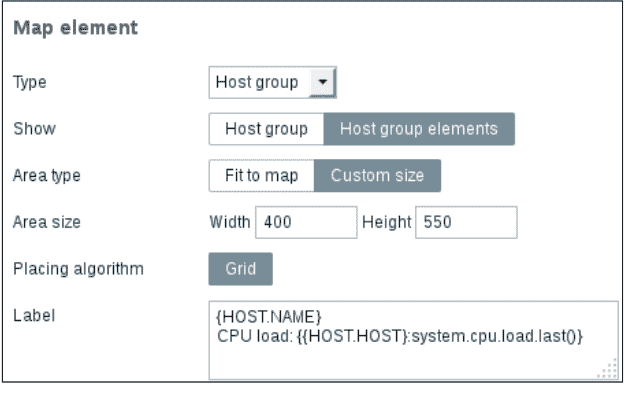 Map element
Type Host group
Show Host group Host group elements
Area type Fit to map Custom size
Area size Width 400 Height 550
Placing algorithm Grid
Label {HOST.NAME}
CPU load: {{HOST.HOST}:system.cpu.load.last()}